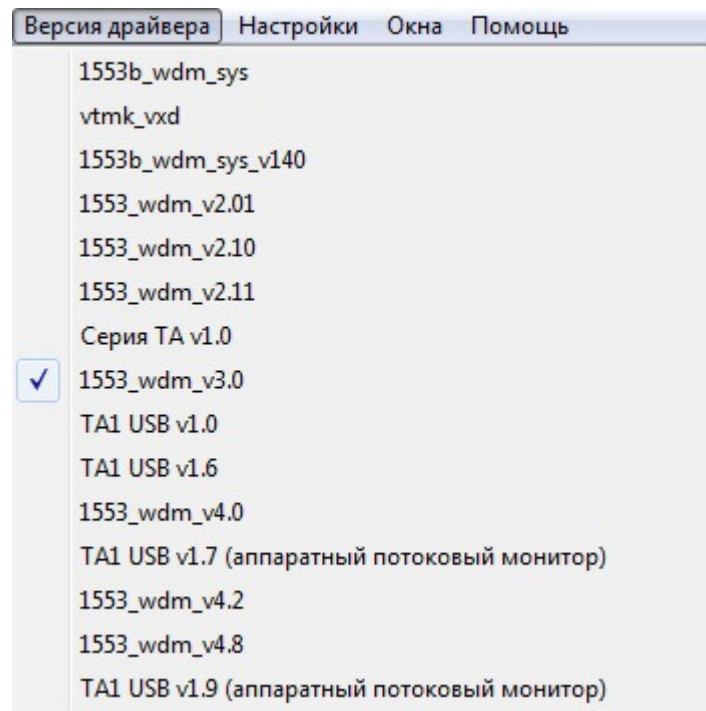 Версия драйвера Настройки Окна Помощь
1553b_wdm_sys
vtmk_vxd
1553b_wdm_sys_v140
1553_wdm_v2.01
1553_wdm_v2.10
1553_wdm_v2.11
Серия ТА v1.0
1553_wdm_v3.0
TA1 USB v1.0
TA1 USB v1.6
1553_wdm_v4.0
TA1 USB v1.7 (аппаратный потоковый монитор)
1553_wdm_v4.2
1553_wdm_v4.8
TA1 USB v1.9 (аппаратный потоковый монитор)